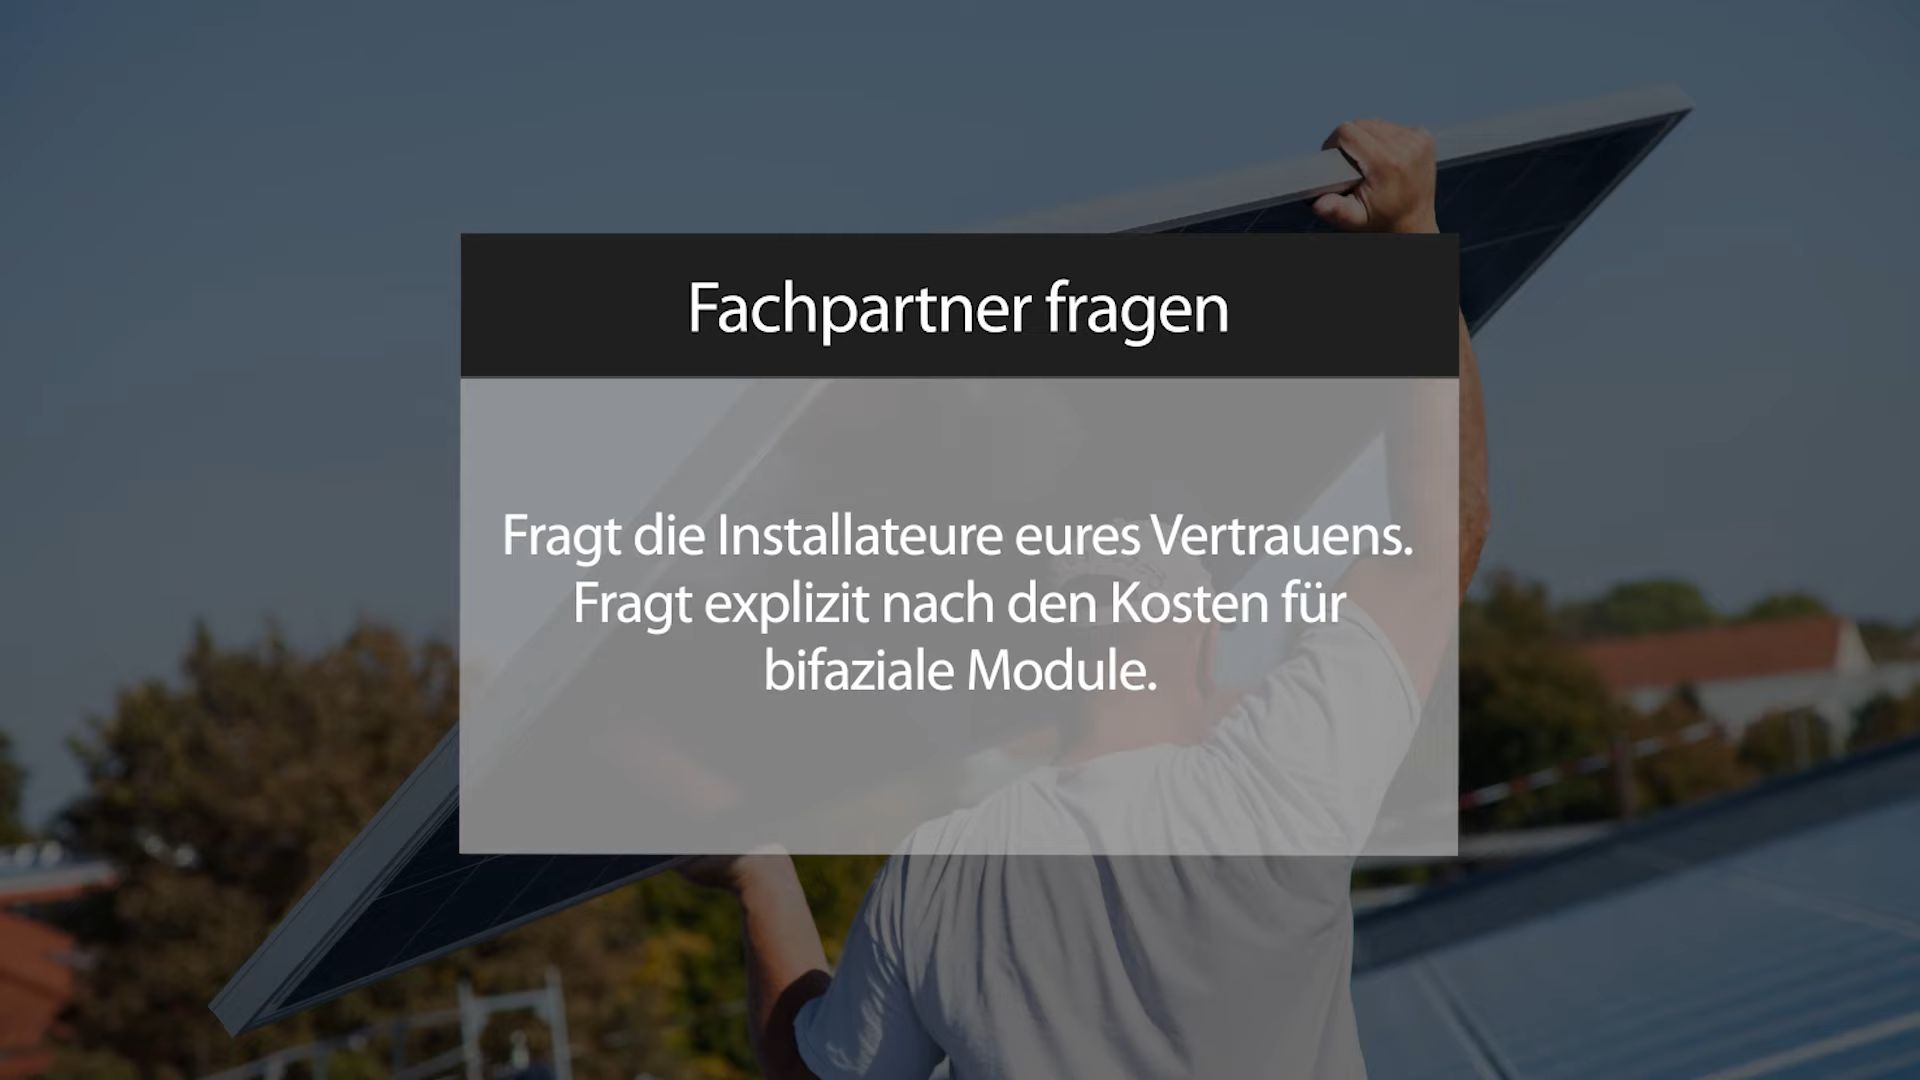 Fachpartner fragen
Fragt die Installateure eures Vertrauens.
Fragt explizit nach den Kosten für
bifaziale Module.